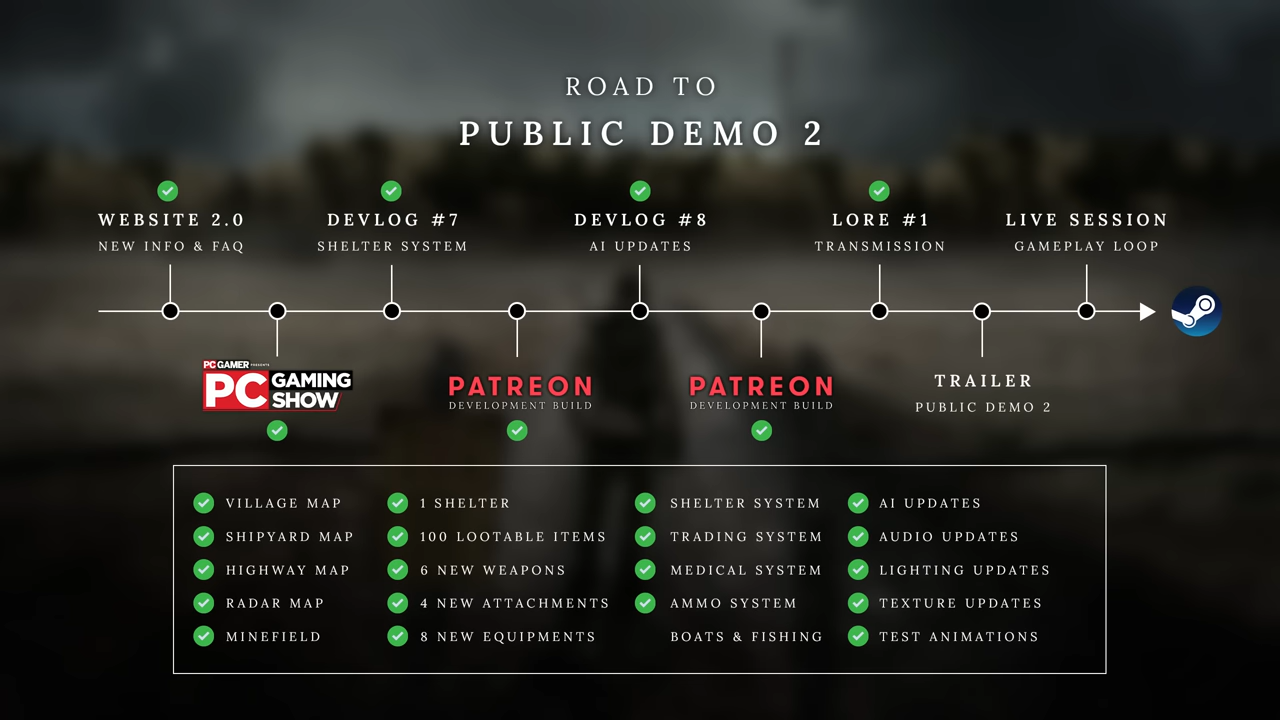 ROAD TO
PUBLIC DEMO 2
WEBSITE 2.0
NEW INFO & FAQ
DEVLOG #7
SHELTER SYSTEM
DEVLOG #8
AI UPDATES
LORE #1
TRANSMISSION
LIVE SESSION
GAMEPLAY LOOP
PC GAMER PRESENTS
PC GAMING SHOW
PATREON
DEVELOPMENT BUILD
PATREON
DEVELOPMENT BUILD
TRAILER
PUBLIC DEMO 2
VILLAGE MAP
SHIPYARD MAP
HIGHWAY MAP
RADAR MAP
MINEFIELD
1 SHELTER
100 LOOTABLE ITEMS
6 NEW WEAPONS
4 NEW ATTACHMENTS
8 NEW EQUIPMENTS
SHELTER SYSTEM
TRADING SYSTEM
MEDICAL SYSTEM
AMMO SYSTEM
BOATS & FISHING
AI UPDATES
AUDIO UPDATES
LIGHTING UPDATES
TEXTURE UPDATES
TEST ANIMATIONS